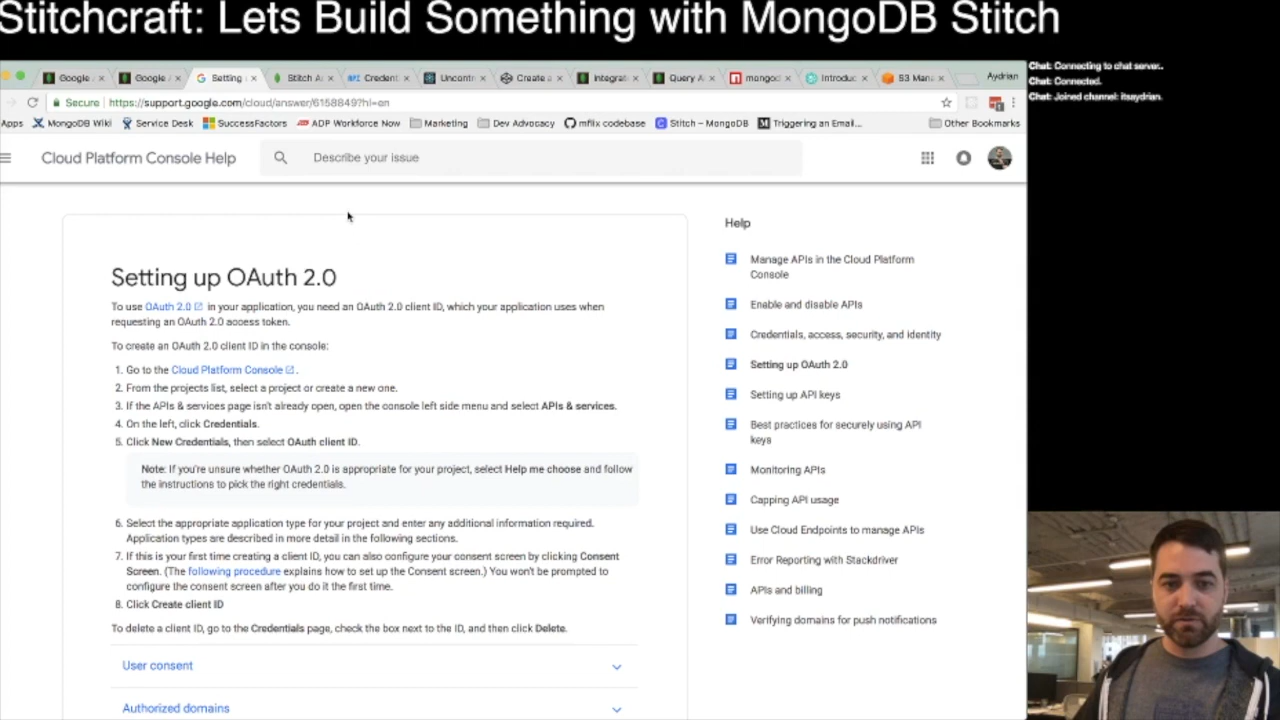 Stitchcraft: Lets Build Something with MongoDB Stitch
Google
Google
Setting
Stitch A
Credent
Uncontr
Create a
Integrat
Query A
mongod
Introduc
S3 Man
Aydrian
Secure https://support.google.com/cloud/answer/6158849?hl=en
Apps MongoDB Wiki Service Desk SuccessFactors ADP Workforce Now Marketing Dev Advocacy mflix codebase Stitch – MongoDB Triggering an Email... Other Bookmarks
Cloud Platform Console Help
Describe your issue
Setting up OAuth 2.0
To use OAuth 2.0 in your application, you need an OAuth 2.0 client ID, which your application uses when
requesting an OAuth 2.0 access token.
To create an OAuth 2.0 client ID in the console:
1. Go to the Cloud Platform Console.
2. From the projects list, select a project or create a new one.
3. If the APIs & services page isn't already open, open the console left side menu and select APIs & services.
4. On the left, click Credentials.
5. Click New Credentials, then select OAuth client ID.
Note: If you're unsure whether OAuth 2.0 is appropriate for your project, select Help me choose and follow
the instructions to pick the right credentials.
6. Select the appropriate application type for your project and enter any additional information required.
Application types are described in more detail in the following sections.
7. If this is your first time creating a client ID, you can also configure your consent screen by clicking Consent
Screen. (The following procedure explains how to set up the Consent screen.) You won't be prompted to
configure the consent screen after you do it the first time.
8. Click Create client ID
To delete a client ID, go to the Credentials page, check the box next to the ID, and then click Delete.
User consent
Authorized domains
Help
Manage APIs in the Cloud Platform
Console
Enable and disable APIs
Credentials, access, security, and identity
Setting up OAuth 2.0
Setting up API keys
Best practices for securely using API
keys
Monitoring APIs
Capping API usage
Use Cloud Endpoints to manage APIs
Error Reporting with Stackdriver
APIs and billing
Verifying domains for push notifications
Chat: Connecting to chat server..
Chat: Connected.
Chat: Joined channel: itsaydrian.